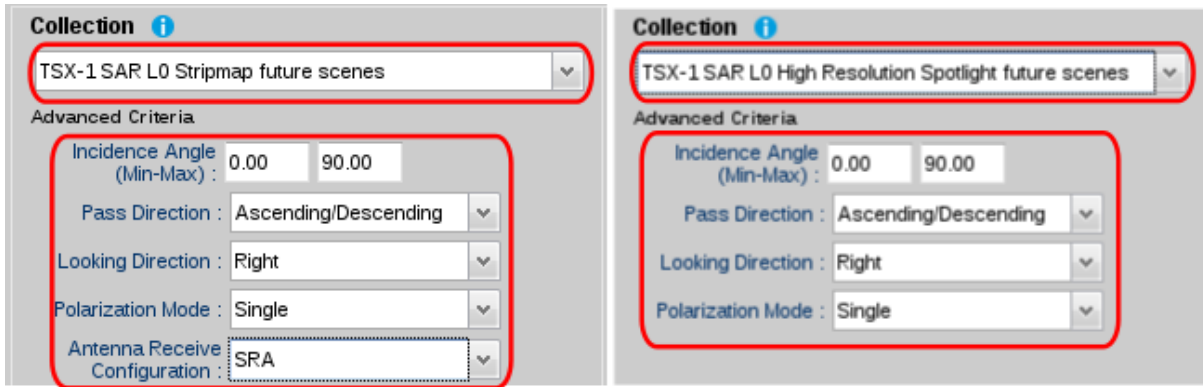 Collection i
TSX-1 SAR L0 Stripmap future scenes
Advanced Criteria
Incidence Angle
(Min-Max) : 0.00 90.00
Pass Direction : Ascending/Descending
Looking Direction : Right
Polarization Mode : Single
Antenna Receive
Configuration : SRA
Collection i
TSX-1 SAR L0 High Resolution Spotlight future scenes
Advanced Criteria
Incidence Angle
(Min-Max) : 0.00 90.00
Pass Direction : Ascending/Descending
Looking Direction : Right
Polarization Mode : Single